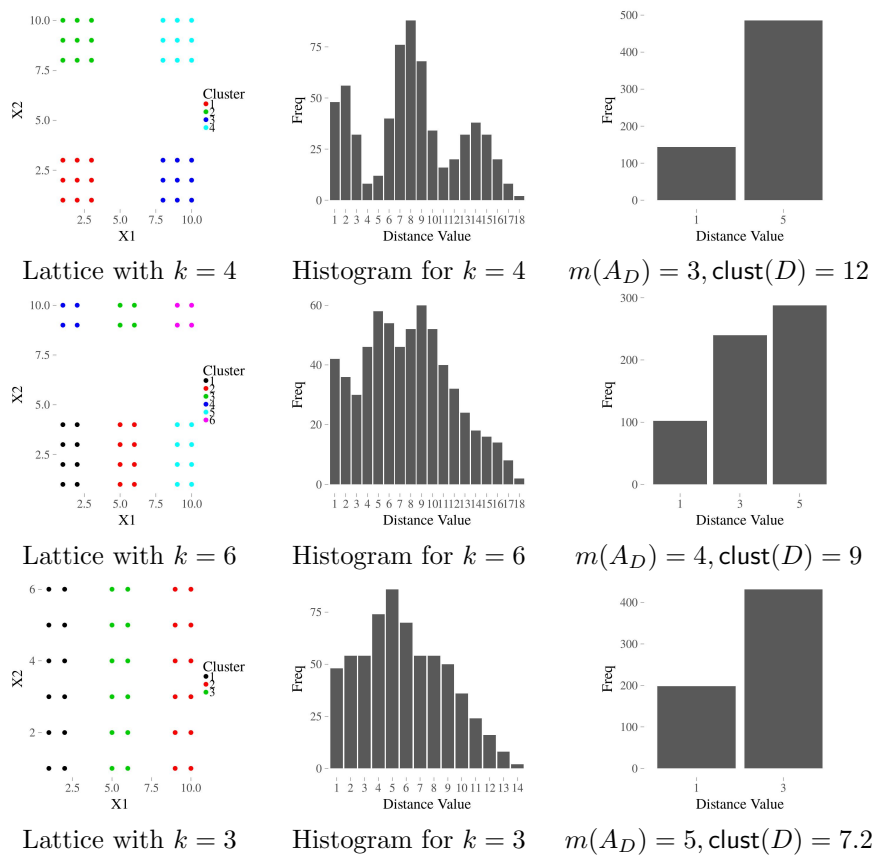 10.0
7.5
5.0
2.5
X2
2.5 5.0 7.5 10.0
X1
Cluster
1
2
3
4
75
50
25
0
Freq
1 2 3 4 5 6 7 8 9 10 11 12 13 14 15 16 17 18
Distance Value
500
400
300
200
100
0
Freq
1 5
Distance Value
Lattice with k = 4
Histogram for k = 4
m(A_D) = 3, clust(D) = 12
10.0
7.5
5.0
2.5
X2
2.5 5.0 7.5 10.0
X1
Cluster
1
2
3
4
5
6
60
40
20
0
Freq
1 2 3 4 5 6 7 8 9 10 11 12 13 14 15 16 17 18
Distance Value
300
200
100
0
Freq
1 3 5
Distance Value
Lattice with k = 6
Histogram for k = 6
m(A_D) = 4, clust(D) = 9
6
4
2
X2
2.5 5.0 7.5 10.0
X1
Cluster
1
2
3
75
50
25
0
Freq
1 2 3 4 5 6 7 8 9 10 11 12 13 14
Distance Value
400
300
200
100
0
Freq
1 3
Distance Value
Lattice with k = 3
Histogram for k = 3
m(A_D) = 5, clust(D) = 7.2